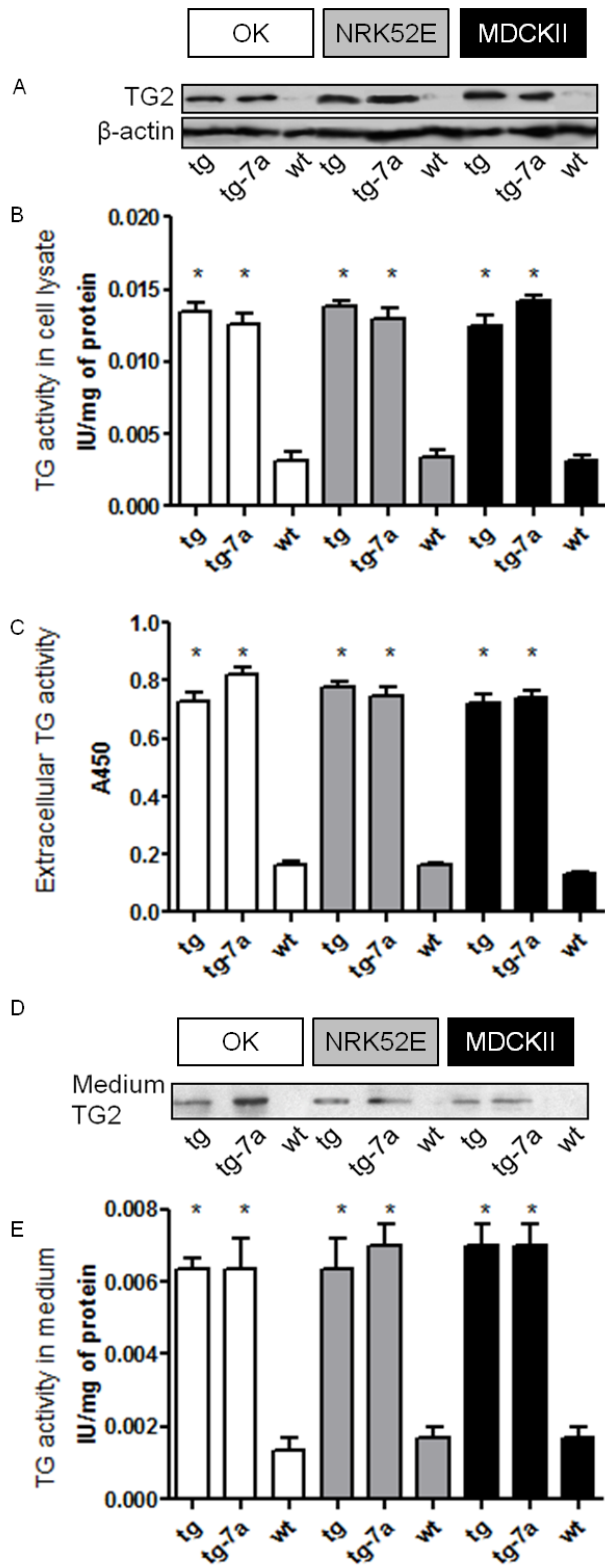 OK NRK52E MDCKII
A
TG2
β-actin
tg tg-7a wt tg tg-7a wt tg tg-7a wt
B
TG activity in cell lysate
IU/mg of protein
0.020
0.015
0.010
0.005
0.000
* * * * * *
tg tg-7a wt tg tg-7a wt tg tg-7a wt
C
Extracellular TG activity
A450
1.0
0.8
0.6
0.4
0.2
0.0
* * * * * *
tg tg-7a wt tg tg-7a wt tg tg-7a wt
D
OK NRK52E MDCKII
Medium
TG2
tg tg-7a wt tg tg-7a wt tg tg-7a wt
E
TG activity in medium
IU/mg of protein
0.008
0.006
0.004
0.002
0.000
* * * * * *
tg tg-7a wt tg tg-7a wt tg tg-7a wt